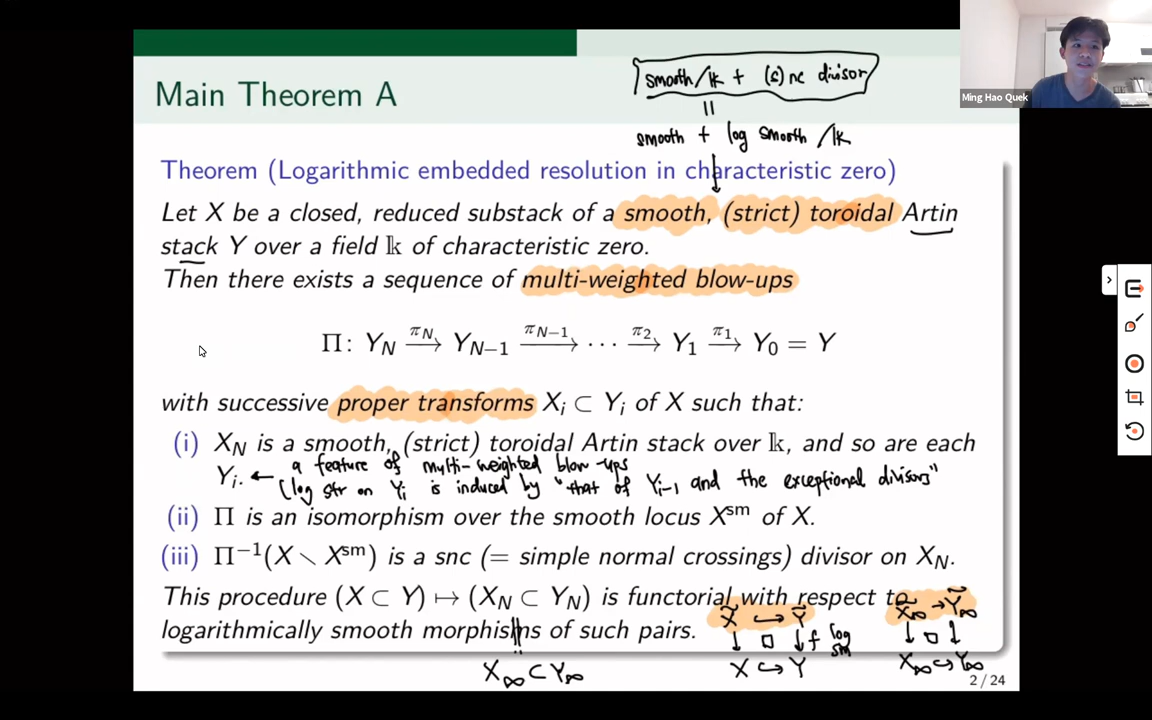 smooth/k + (s)nc divisor
Ming Hao Quek
Main Theorem A
=
smooth + log smooth /k
Theorem (Logarithmic embedded resolution in characteristic zero)
Let X be a closed, reduced substack of a smooth, (strict) toroidal Artin
stack Y over a field 𝕜 of characteristic zero.
Then there exists a sequence of multi-weighted blow-ups
Π: Y_N →^{π_N} Y_{N−1} →^{π_{N−1}} ··· →^{π_2} Y_1 →^{π_1} Y_0 = Y
with successive proper transforms X_i ⊂ Y_i of X such that:
(i) X_N is a smooth, (strict) toroidal Artin stack over 𝕜, and so are each
Y_i. ← a feature of multi-weighted blow-ups
(log str on Y_i is induced by "that of Y_{i-1} and the exceptional divisors"
(ii) Π is an isomorphism over the smooth locus X^sm of X.
(iii) Π^{−1}(X ∖ X^sm) is a snc (= simple normal crossings) divisor on X_N.
This procedure (X ⊂ Y) ↦ (X_N ⊂ Y_N) is functorial with respect to
logarithmically smooth morphisms of such pairs.
X̃ ↪ Ỹ
↓ □ ↓ f log sm
X ↪ Y
X̃_∞ → Ỹ_∞
↓ □ ↓
X_∞ ↪ Y_∞
X_∞ ⊂ Y_∞
2 / 24